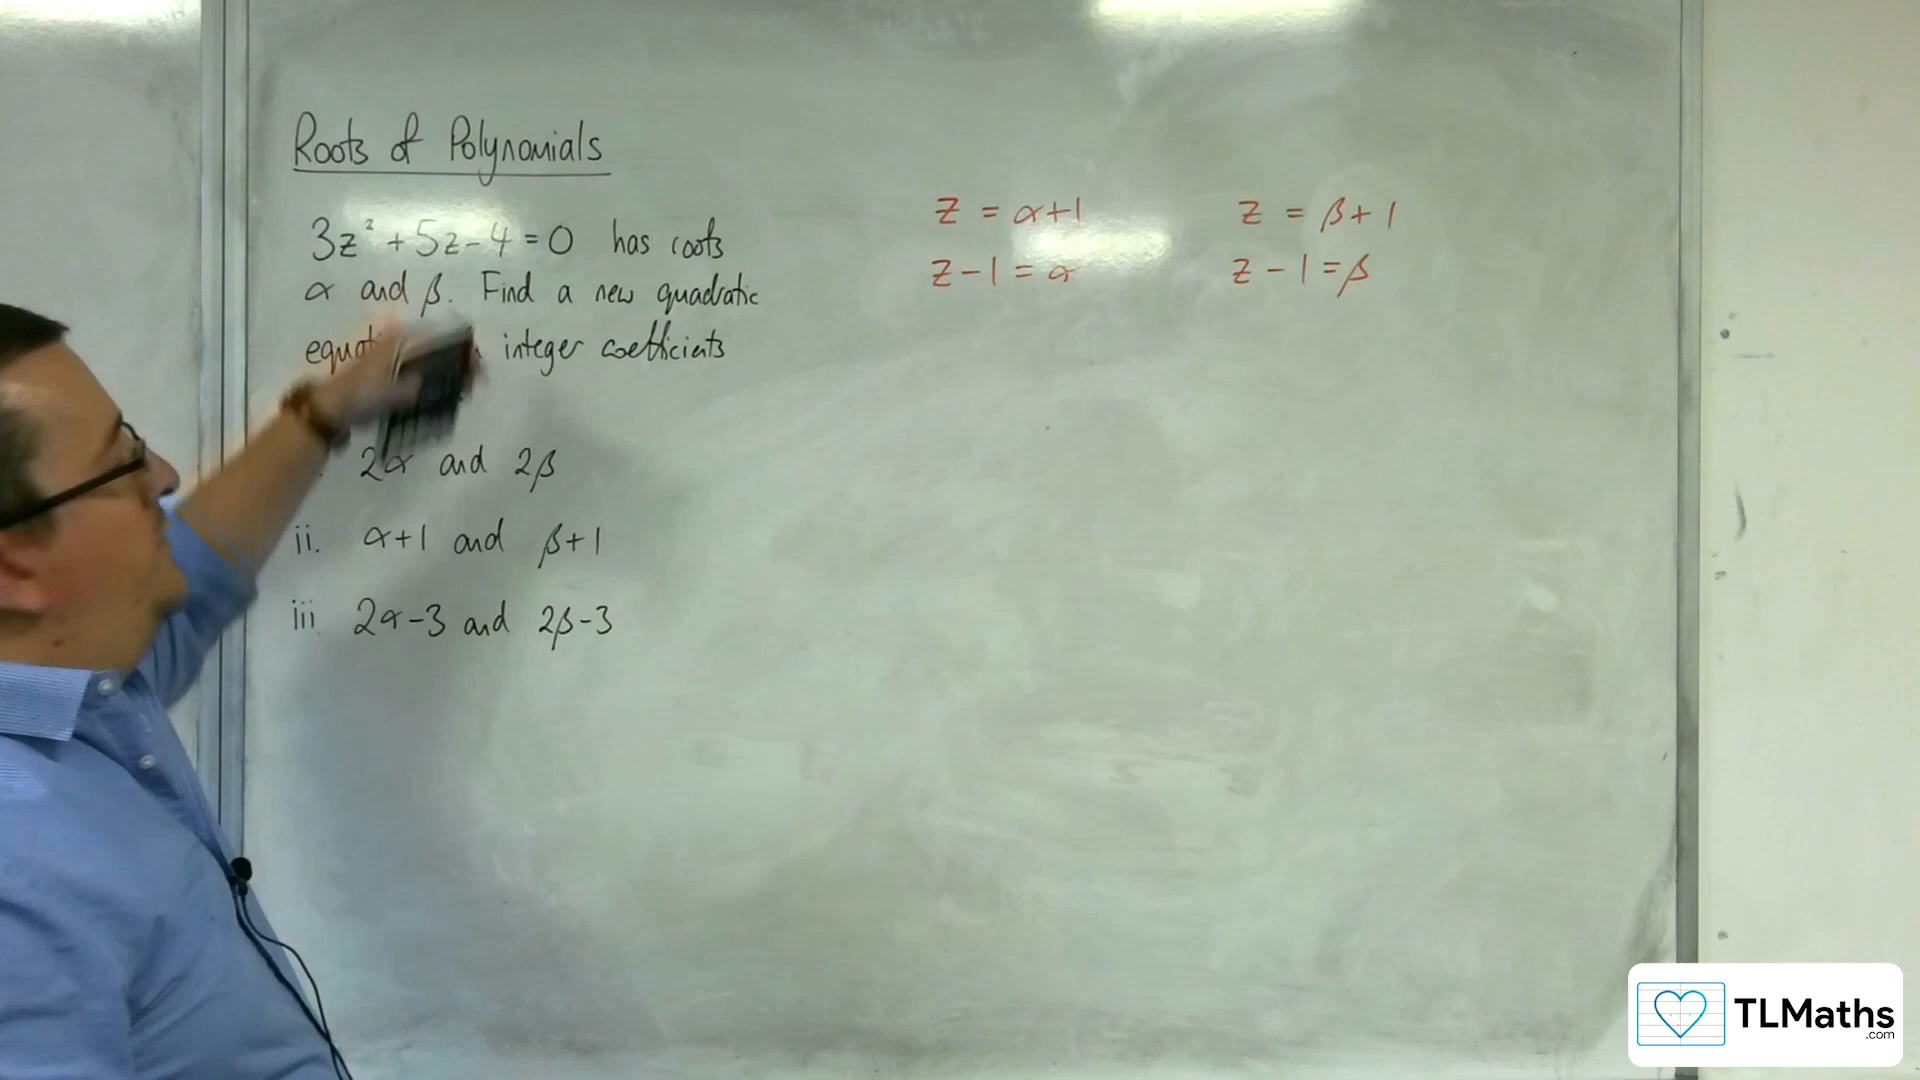 Roots of Polynomials
3z² + 5z - 4 = 0 has roots
α and β. Find a new quadratic
integer coefficients
2α and 2β
ii. α+1 and β+1
iii. 2α-3 and 2β-3
z = α+1
z - 1 = α
z = β + 1
z - 1 = β
TLMaths
.com